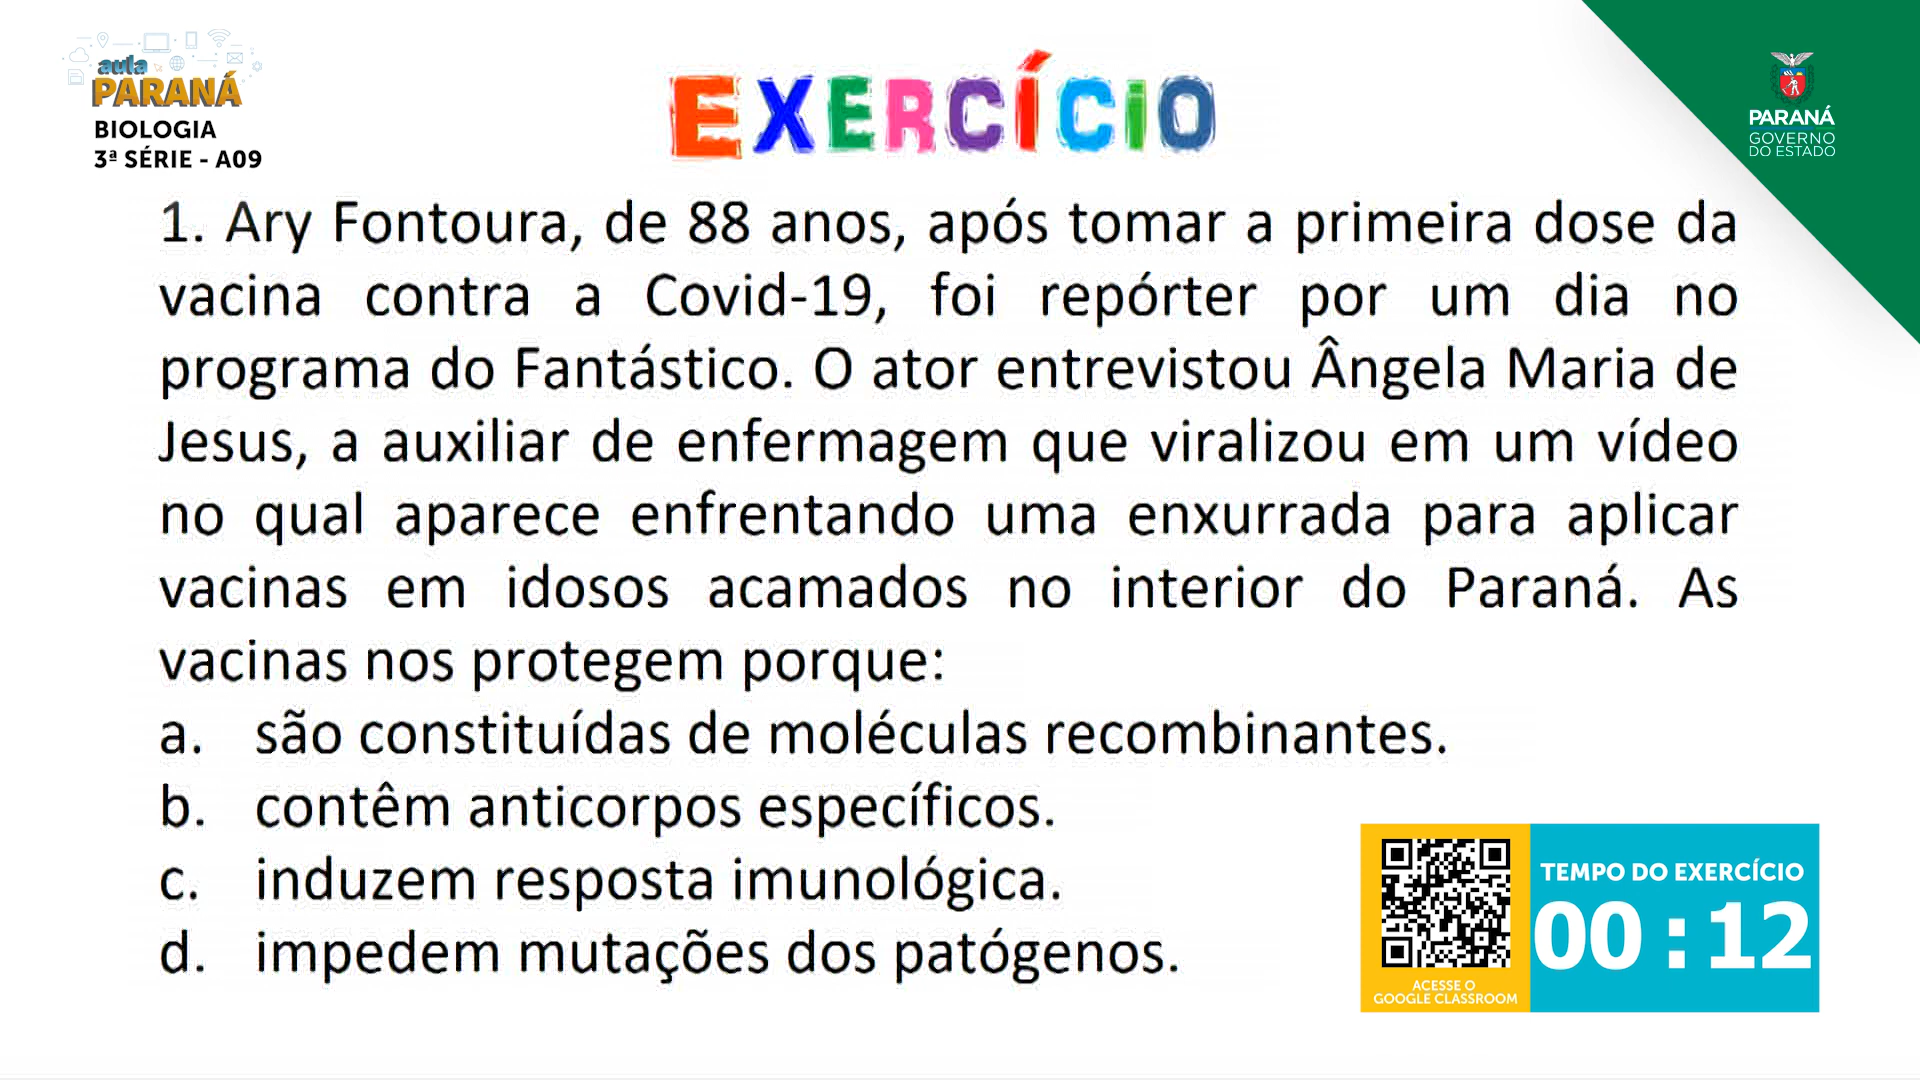 aula
PARANÁ
BIOLOGIA
3ª SÉRIE - A09
EXERCÍCIO
PARANÁ
GOVERNO
DO ESTADO
1. Ary Fontoura, de 88 anos, após tomar a primeira dose da
vacina contra a Covid-19, foi repórter por um dia no
programa do Fantástico. O ator entrevistou Ângela Maria de
Jesus, a auxiliar de enfermagem que viralizou em um vídeo
no qual aparece enfrentando uma enxurrada para aplicar
vacinas em idosos acamados no interior do Paraná. As
vacinas nos protegem porque:
a. são constituídas de moléculas recombinantes.
b. contêm anticorpos específicos.
c. induzem resposta imunológica.
d. impedem mutações dos patógenos.
TEMPO DO EXERCÍCIO
00:12
ACESSE O
GOOGLE CLASSROOM